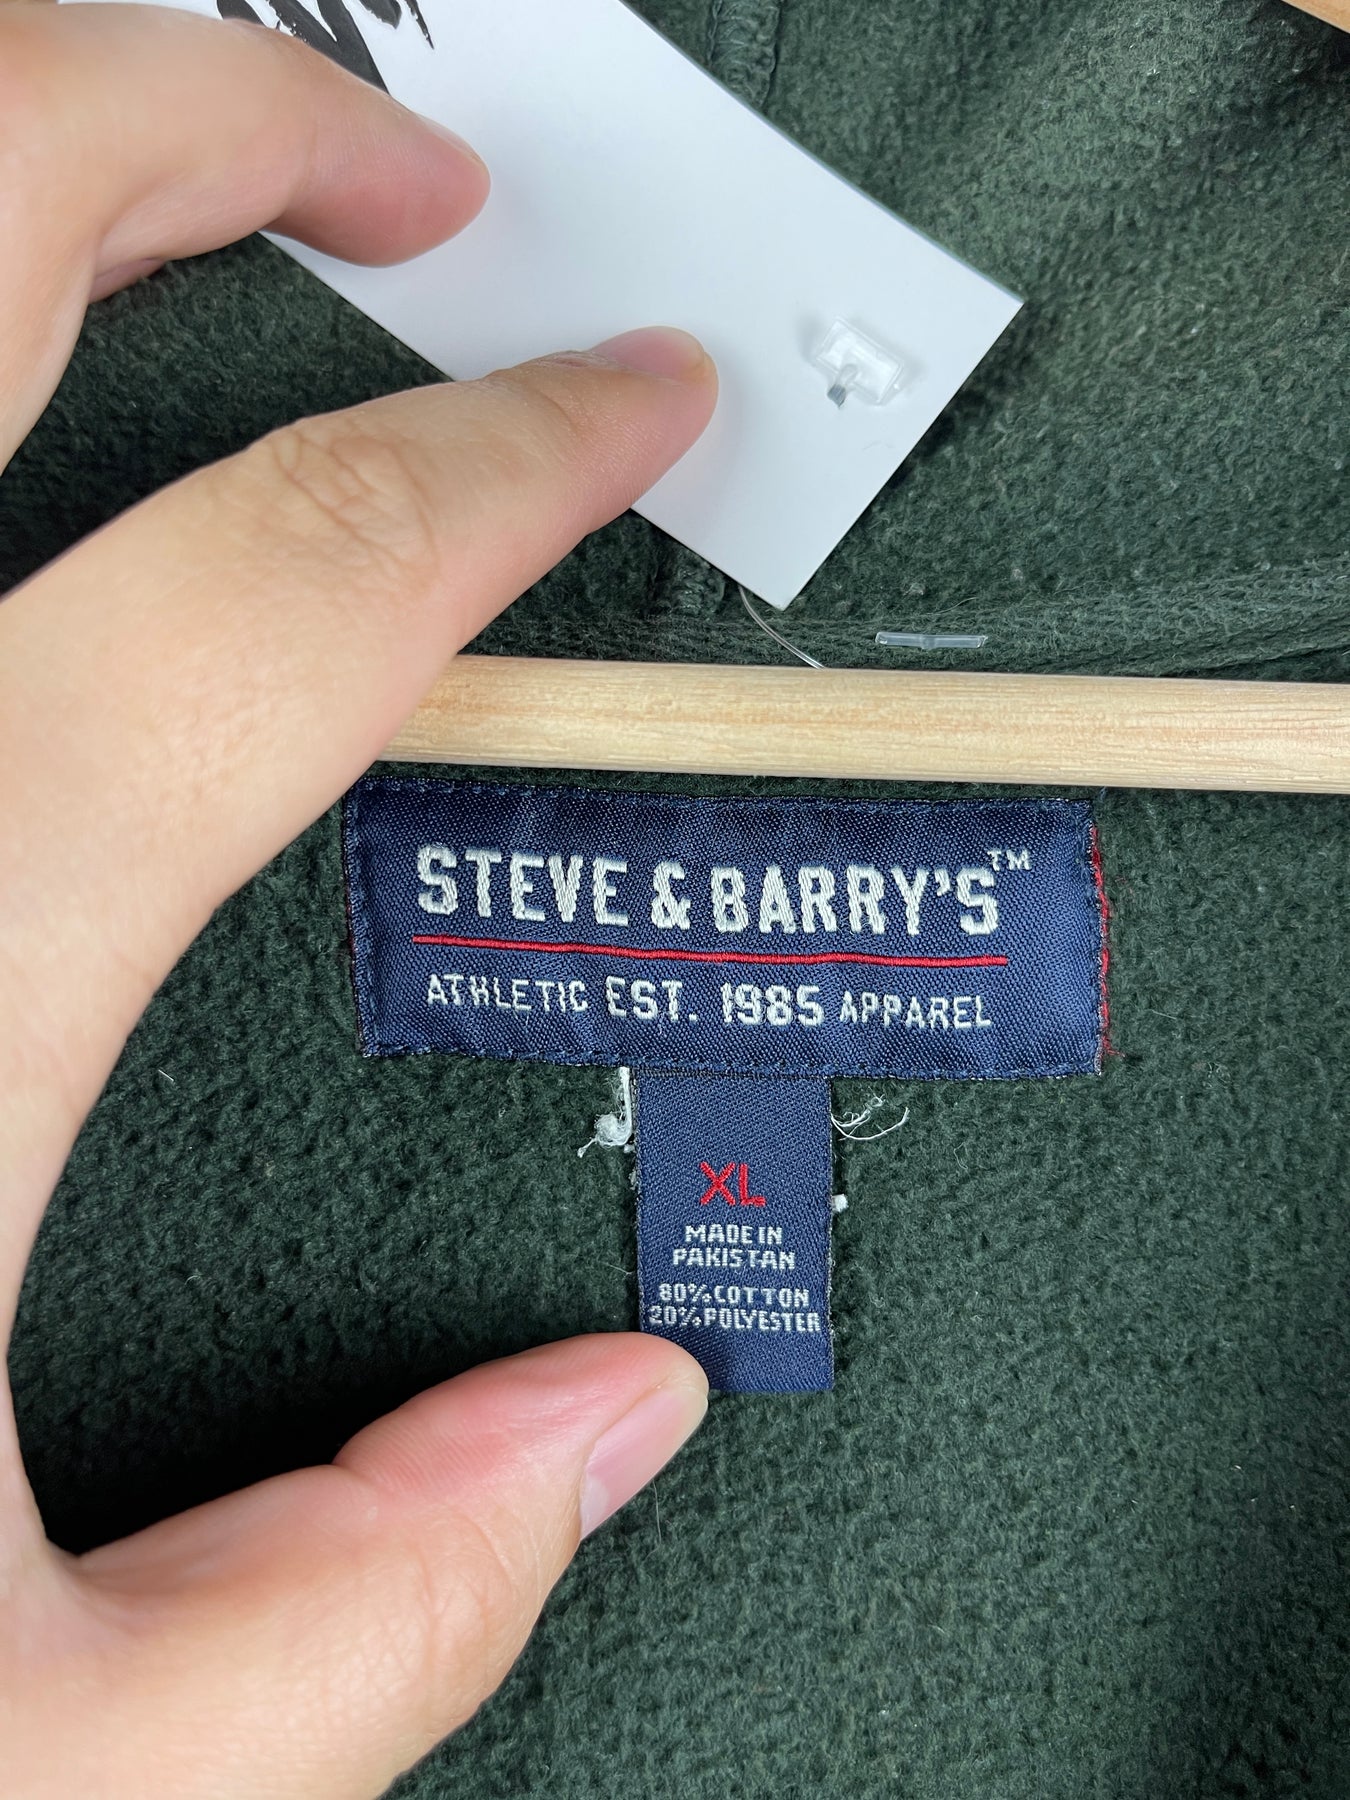 STEVE & BARRY'S™
ATHLETIC EST. 1985 APPAREL
XL
MADE IN
PAKISTAN
80% COTTON
20% POLYESTER